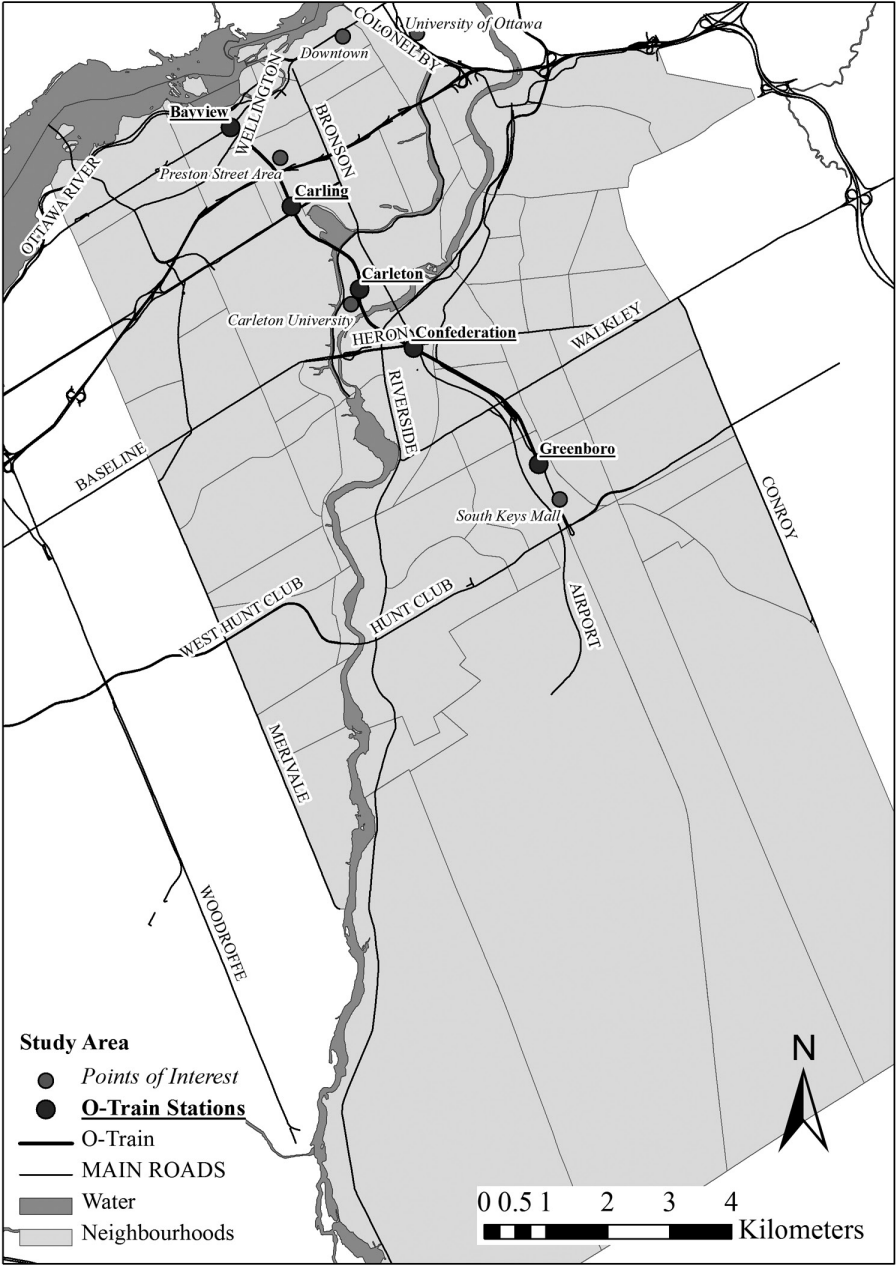 University of Ottawa
COLONEL BY
Downtown
WELLINGTON
Bayview
BRONSON
Preston Street Area
Carling
OTTAWA RIVER
Carleton
Carleton University
HERON
Confederation
WALKLEY
RIVERSIDE
BASELINE
Greenboro
South Keys Mall
CONROY
WEST HUNT CLUB
HUNT CLUB
AIRPORT
MERIVALE
WOODROFFE
Study Area
Points of Interest
O-Train Stations
O-Train
MAIN ROADS
Water
Neighbourhoods
N
0 0.5 1 2 3 4
Kilometers